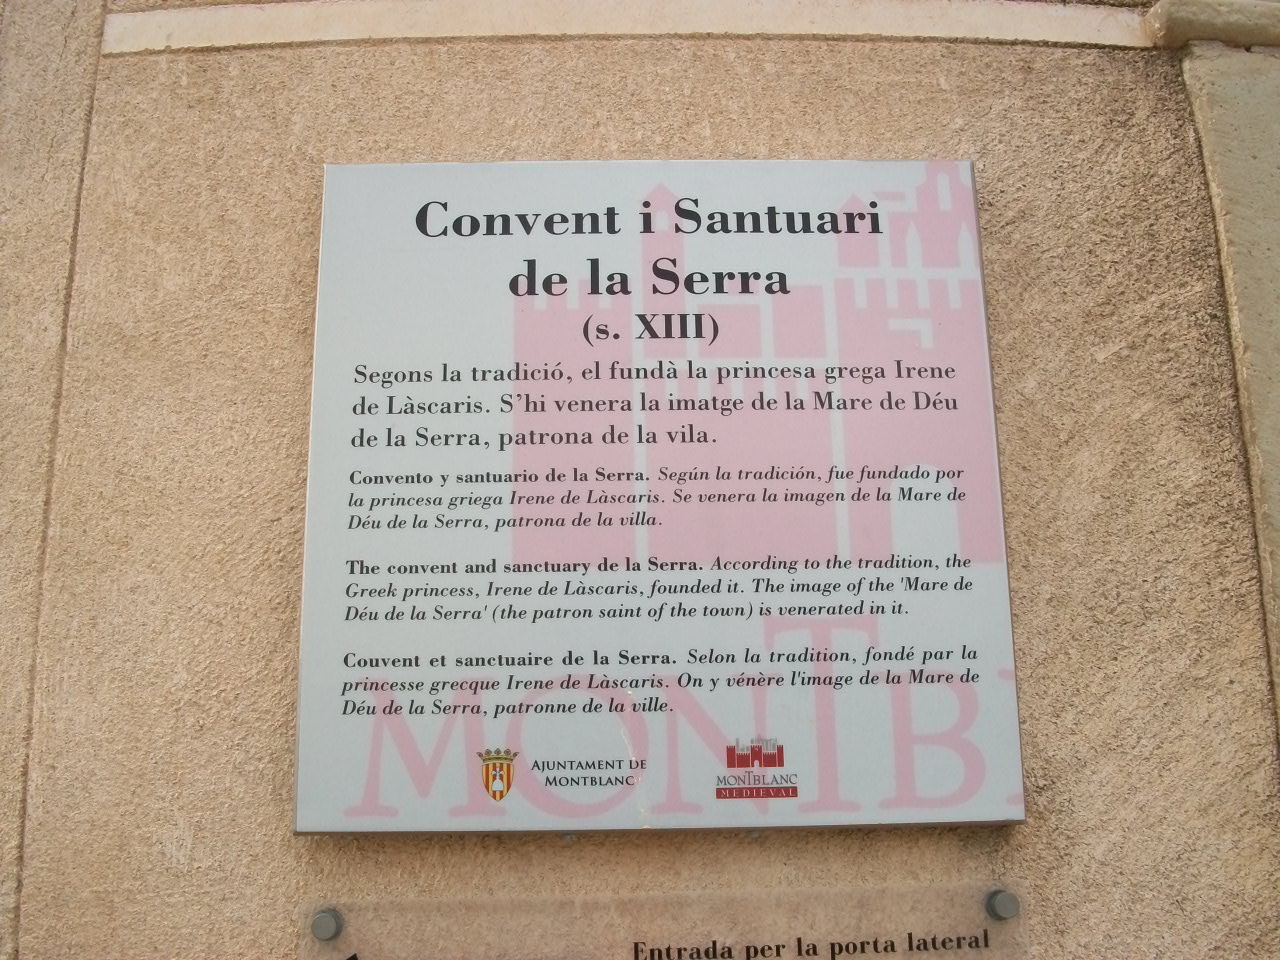 Convent i Santuari
de la Serra
(s. XIII)
Segons la tradició, el fundà la princesa grega Irene
de Làscaris. S'hi venera la imatge de la Mare de Déu
de la Serra, patrona de la vila.
Convento y santuario de la Serra. Según la tradición, fue fundado por
la princesa griega Irene de Làscaris. Se venera la imagen de la Mare de
Déu de la Serra, patrona de la villa.
The convent and sanctuary de la Serra. According to the tradition, the
Greek princess, Irene de Làscaris, founded it. The image of the 'Mare de
Déu de la Serra' (the patron saint of the town) is venerated in it.
Couvent et sanctuaire de la Serra. Selon la tradition, fondé par la
princesse grecque Irene de Làscaris. On y vénère l'image de la Mare de
Déu de la Serra, patronne de la ville.
MONTB
AJUNTAMENT DE
MONTBLANC
MONTBLANC
MEDIEVAL
Entrada per la porta lateral